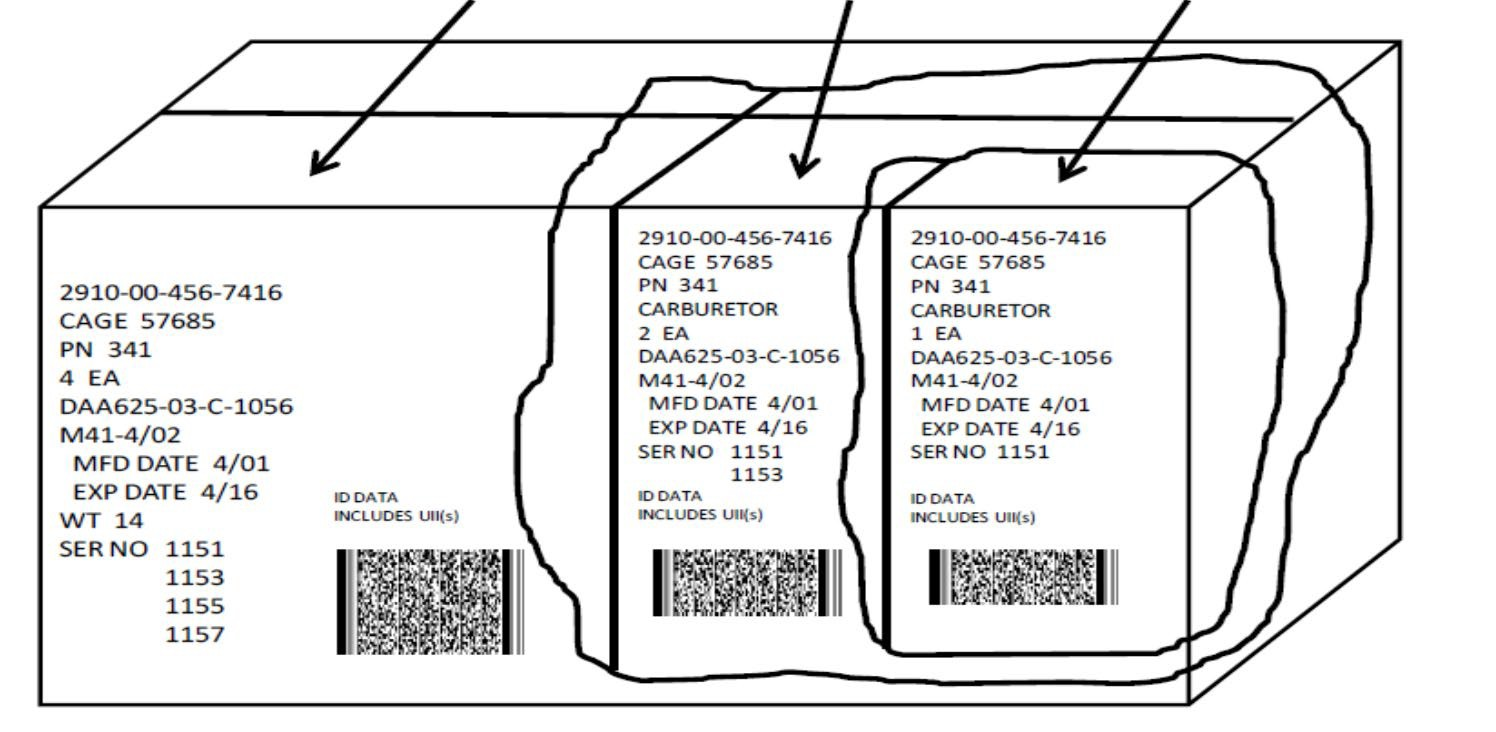 2910-00-456-7416
CAGE 57685
PN 341
4 EA
DAA625-03-C-1056
M41-4/02
MFD DATE 4/01
EXP DATE 4/16
WT 14
SER NO 1151
1153
1155
1157
ID DATA
INCLUDES UII(s)
2910-00-456-7416
CAGE 57685
PN 341
CARBURETOR
2 EA
DAA625-03-C-1056
M41-4/02
MFD DATE 4/01
EXP DATE 4/16
SER NO 1151
1153
ID DATA
INCLUDES UII(s)
2910-00-456-7416
CAGE 57685
PN 341
CARBURETOR
1 EA
DAA625-03-C-1056
M41-4/02
MFD DATE 4/01
EXP DATE 4/16
SER NO 1151
ID DATA
INCLUDES UII(s)